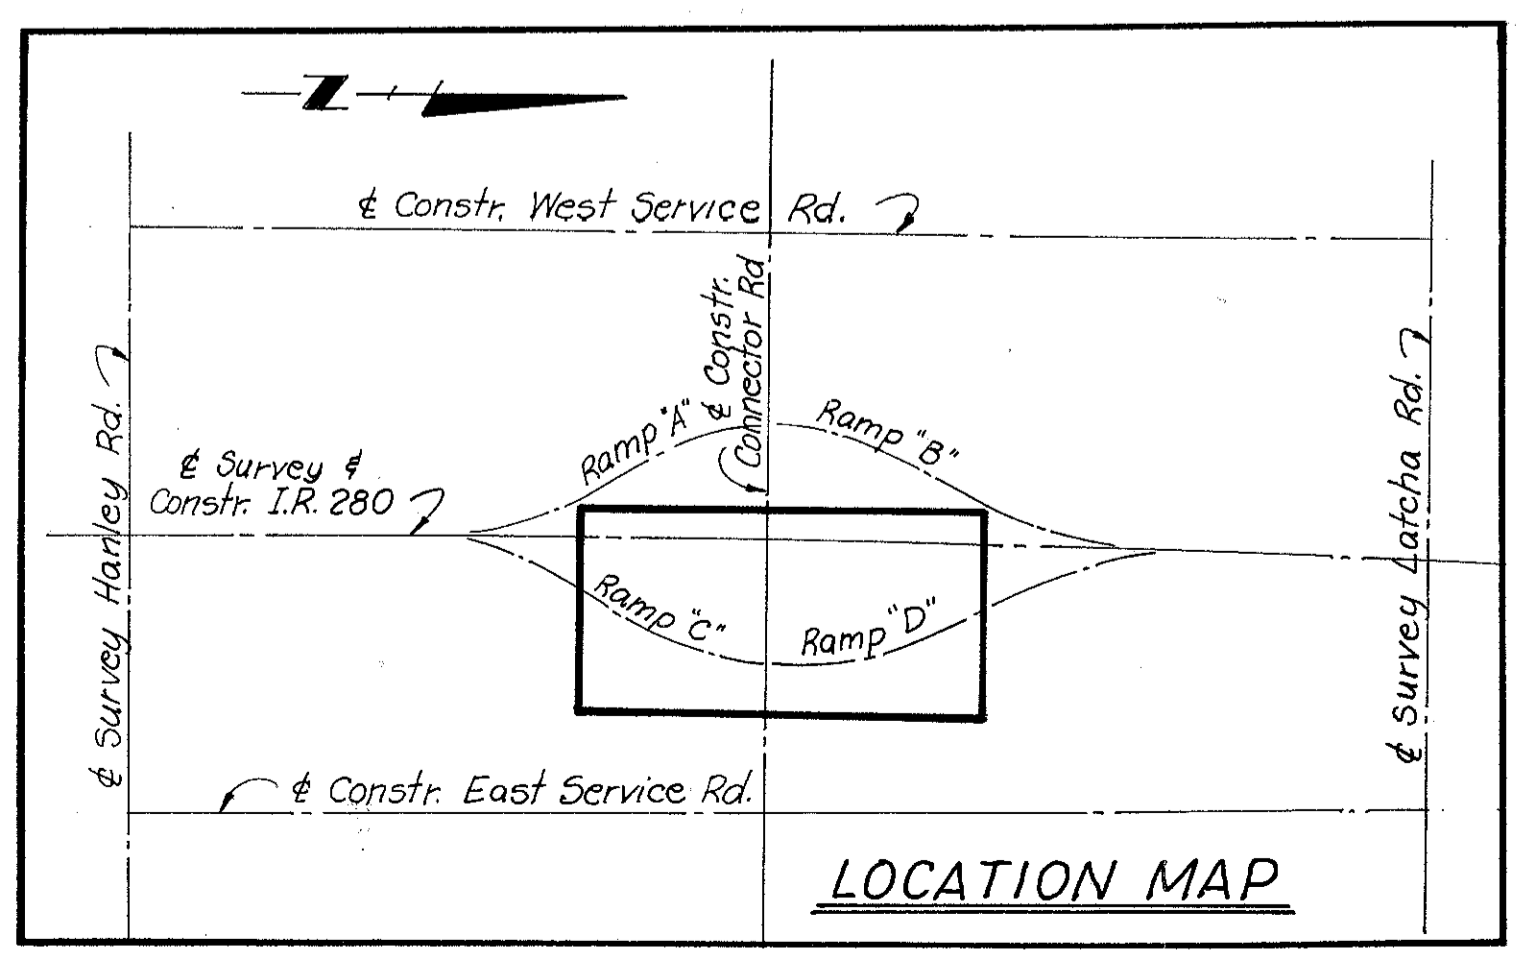 N
℄ Constr. West Service Rd.
℄ Constr.
Connector Rd
Ramp "A"
Ramp "B"
℄ Survey &
Constr. I.R. 280
℄ Survey Hanley Rd.
℄ Survey Latcha Rd.
Ramp "C"
Ramp "D"
℄ Constr. East Service Rd.
LOCATION MAP